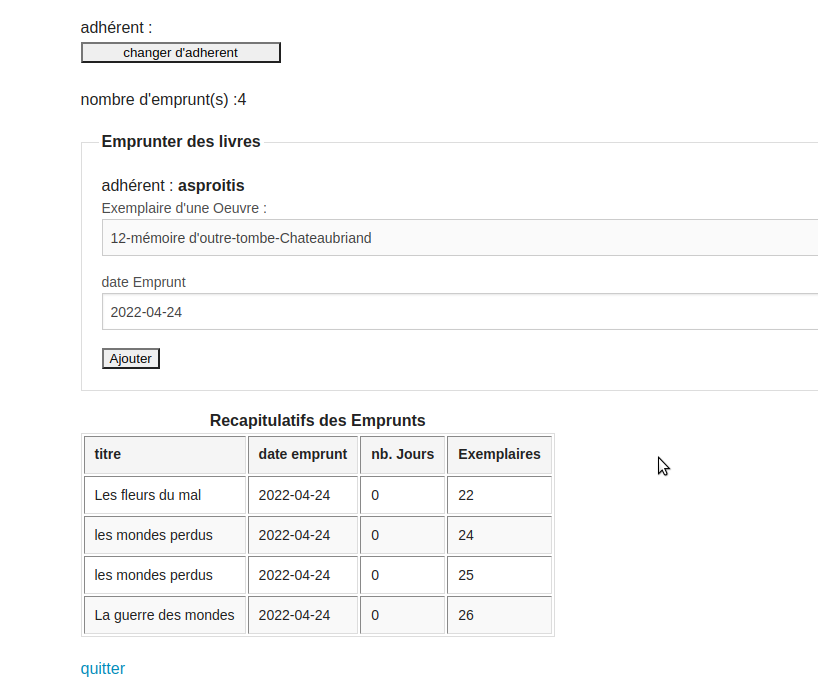 adhérent :
changer d'adherent
nombre d'emprunt(s) :4
Emprunter des livres
adhérent : asproitis
Exemplaire d'une Oeuvre :
12-mémoire d'outre-tombe-Chateaubriand
date Emprunt
2022-04-24
Ajouter
Recapitulatifs des Emprunts
titre date emprunt nb. Jours Exemplaires
Les fleurs du mal 2022-04-24 0 22
les mondes perdus 2022-04-24 0 24
les mondes perdus 2022-04-24 0 25
La guerre des mondes 2022-04-24 0 26
quitter